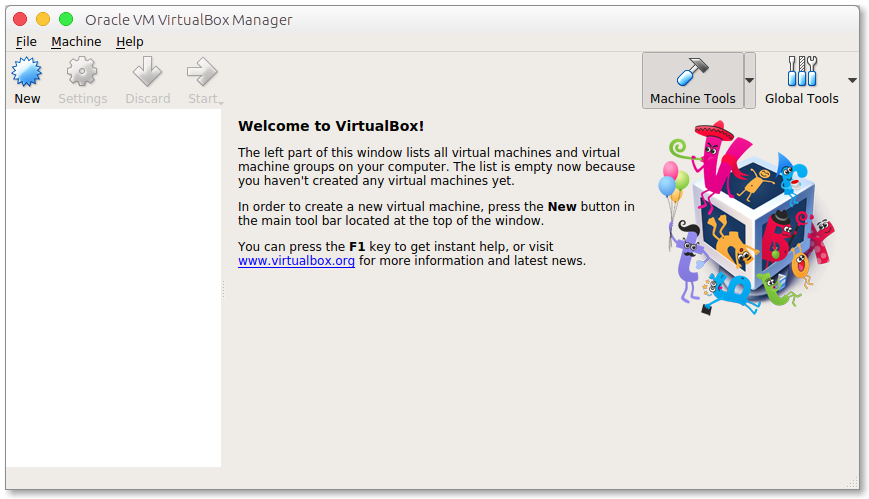 Oracle VM VirtualBox Manager
File Machine Help
New Settings Discard Start Machine Tools Global Tools
Welcome to VirtualBox!
The left part of this window lists all virtual machines and virtual
machine groups on your computer. The list is empty now because
you haven't created any virtual machines yet.
In order to create a new virtual machine, press the New button in
the main tool bar located at the top of the window.
You can press the F1 key to get instant help, or visit
www.virtualbox.org for more information and latest news.